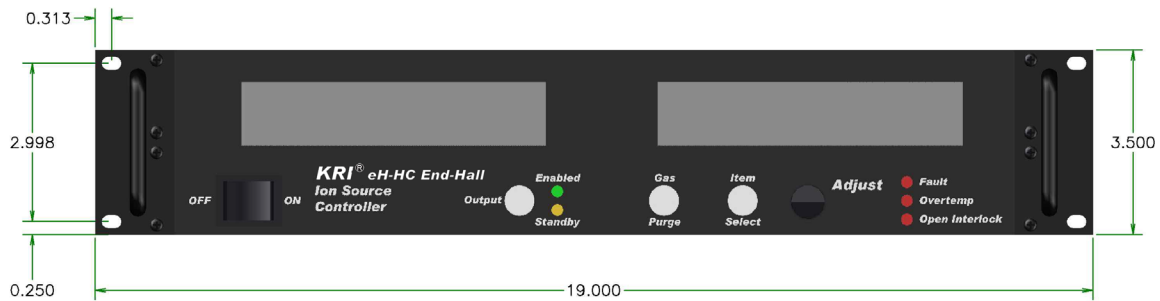 0.313
2.998
3.500
KRI® eH-HC End-Hall
Ion Source
Controller
OFF
ON
Output
Enabled
Standby
Gas
Purge
Item
Select
Adjust
Fault
Overtemp
Open Interlock
0.250
19.000